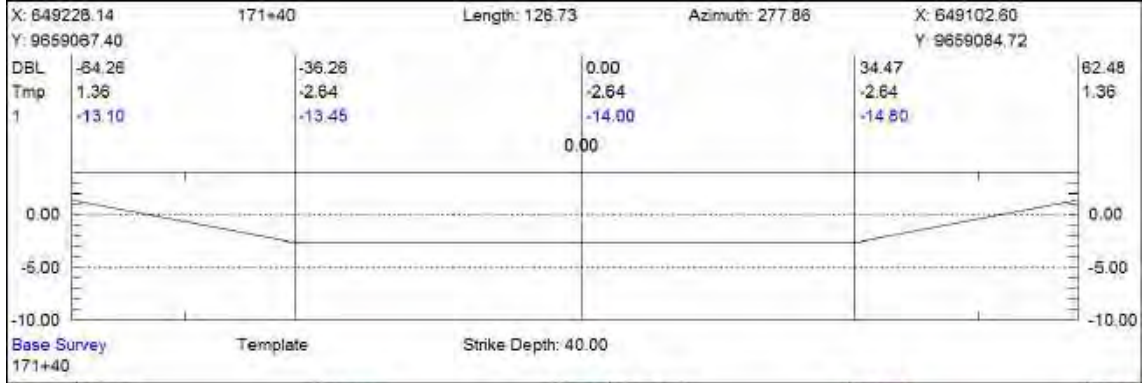 X: 649228.14 171+40 Length: 126.73 Azimuth: 277.86 X: 649102.60
Y: 9659067.40 Y: 9659084.72
DBL -64.26 -36.26 0.00 34.47 62.48
Tmp 1.36 -2.64 -2.64 -2.64 1.36
1 -13.10 -13.45 -14.00 -14.80
0.00
0.00 0.00
-5.00 -5.00
-10.00 -10.00
Base Survey Template Strike Depth: 40.00
171+40